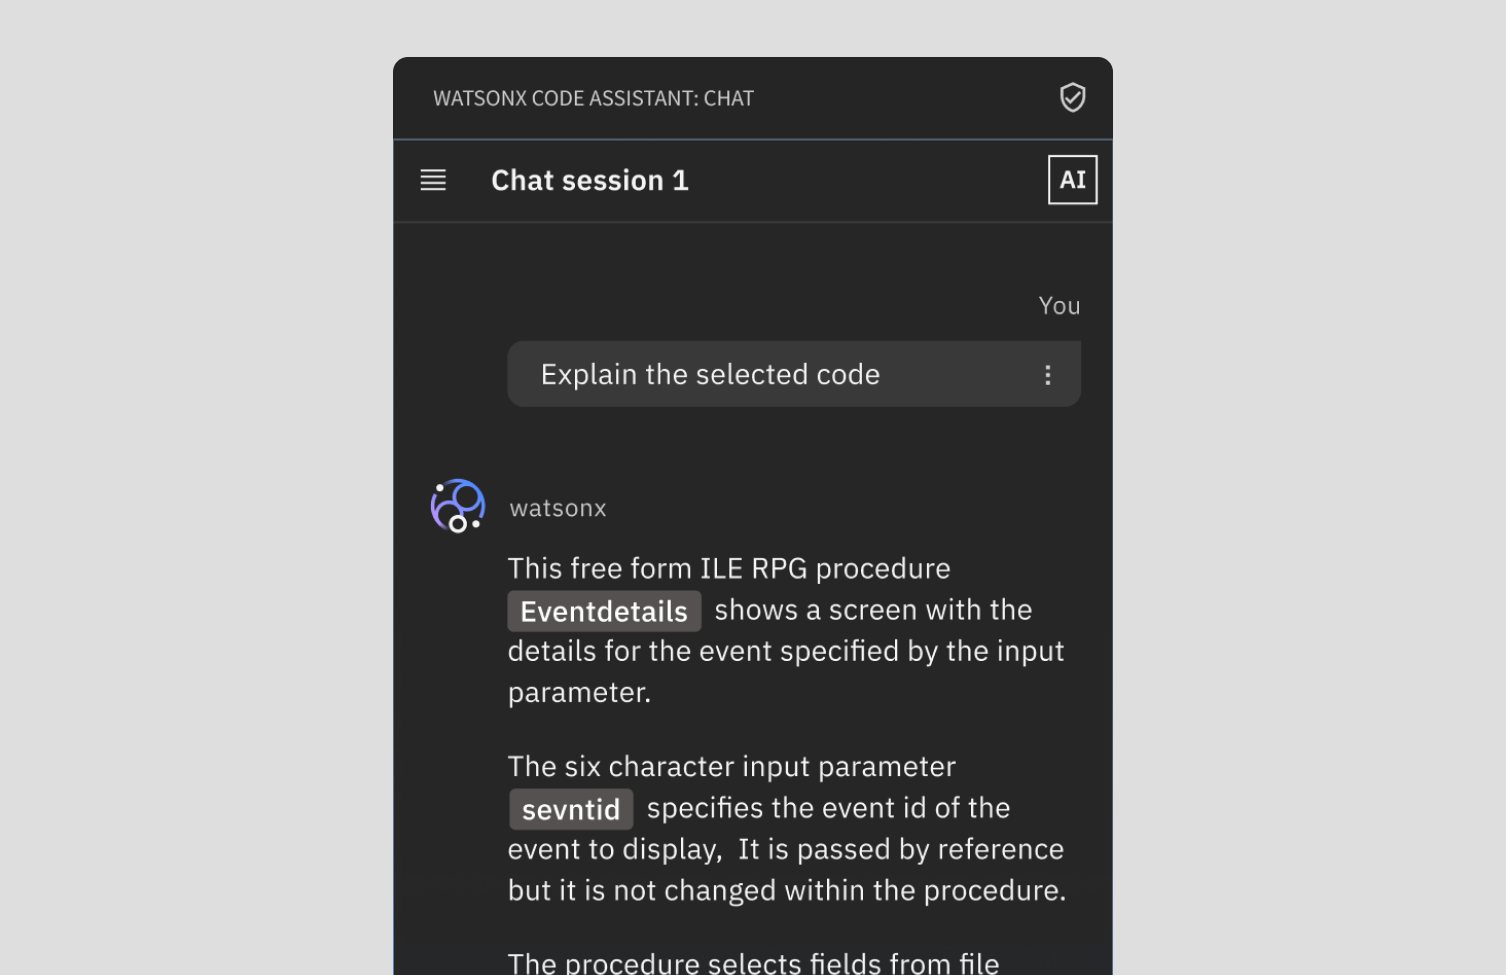 WATSONX CODE ASSISTANT: CHAT
Chat session 1
AI
You
Explain the selected code
watsonx
This free form ILE RPG procedure
Eventdetails shows a screen with the
details for the event specified by the input
parameter.
The six character input parameter
sevntid specifies the event id of the
event to display,  It is passed by reference
but it is not changed within the procedure.
The procedure selects fields from file